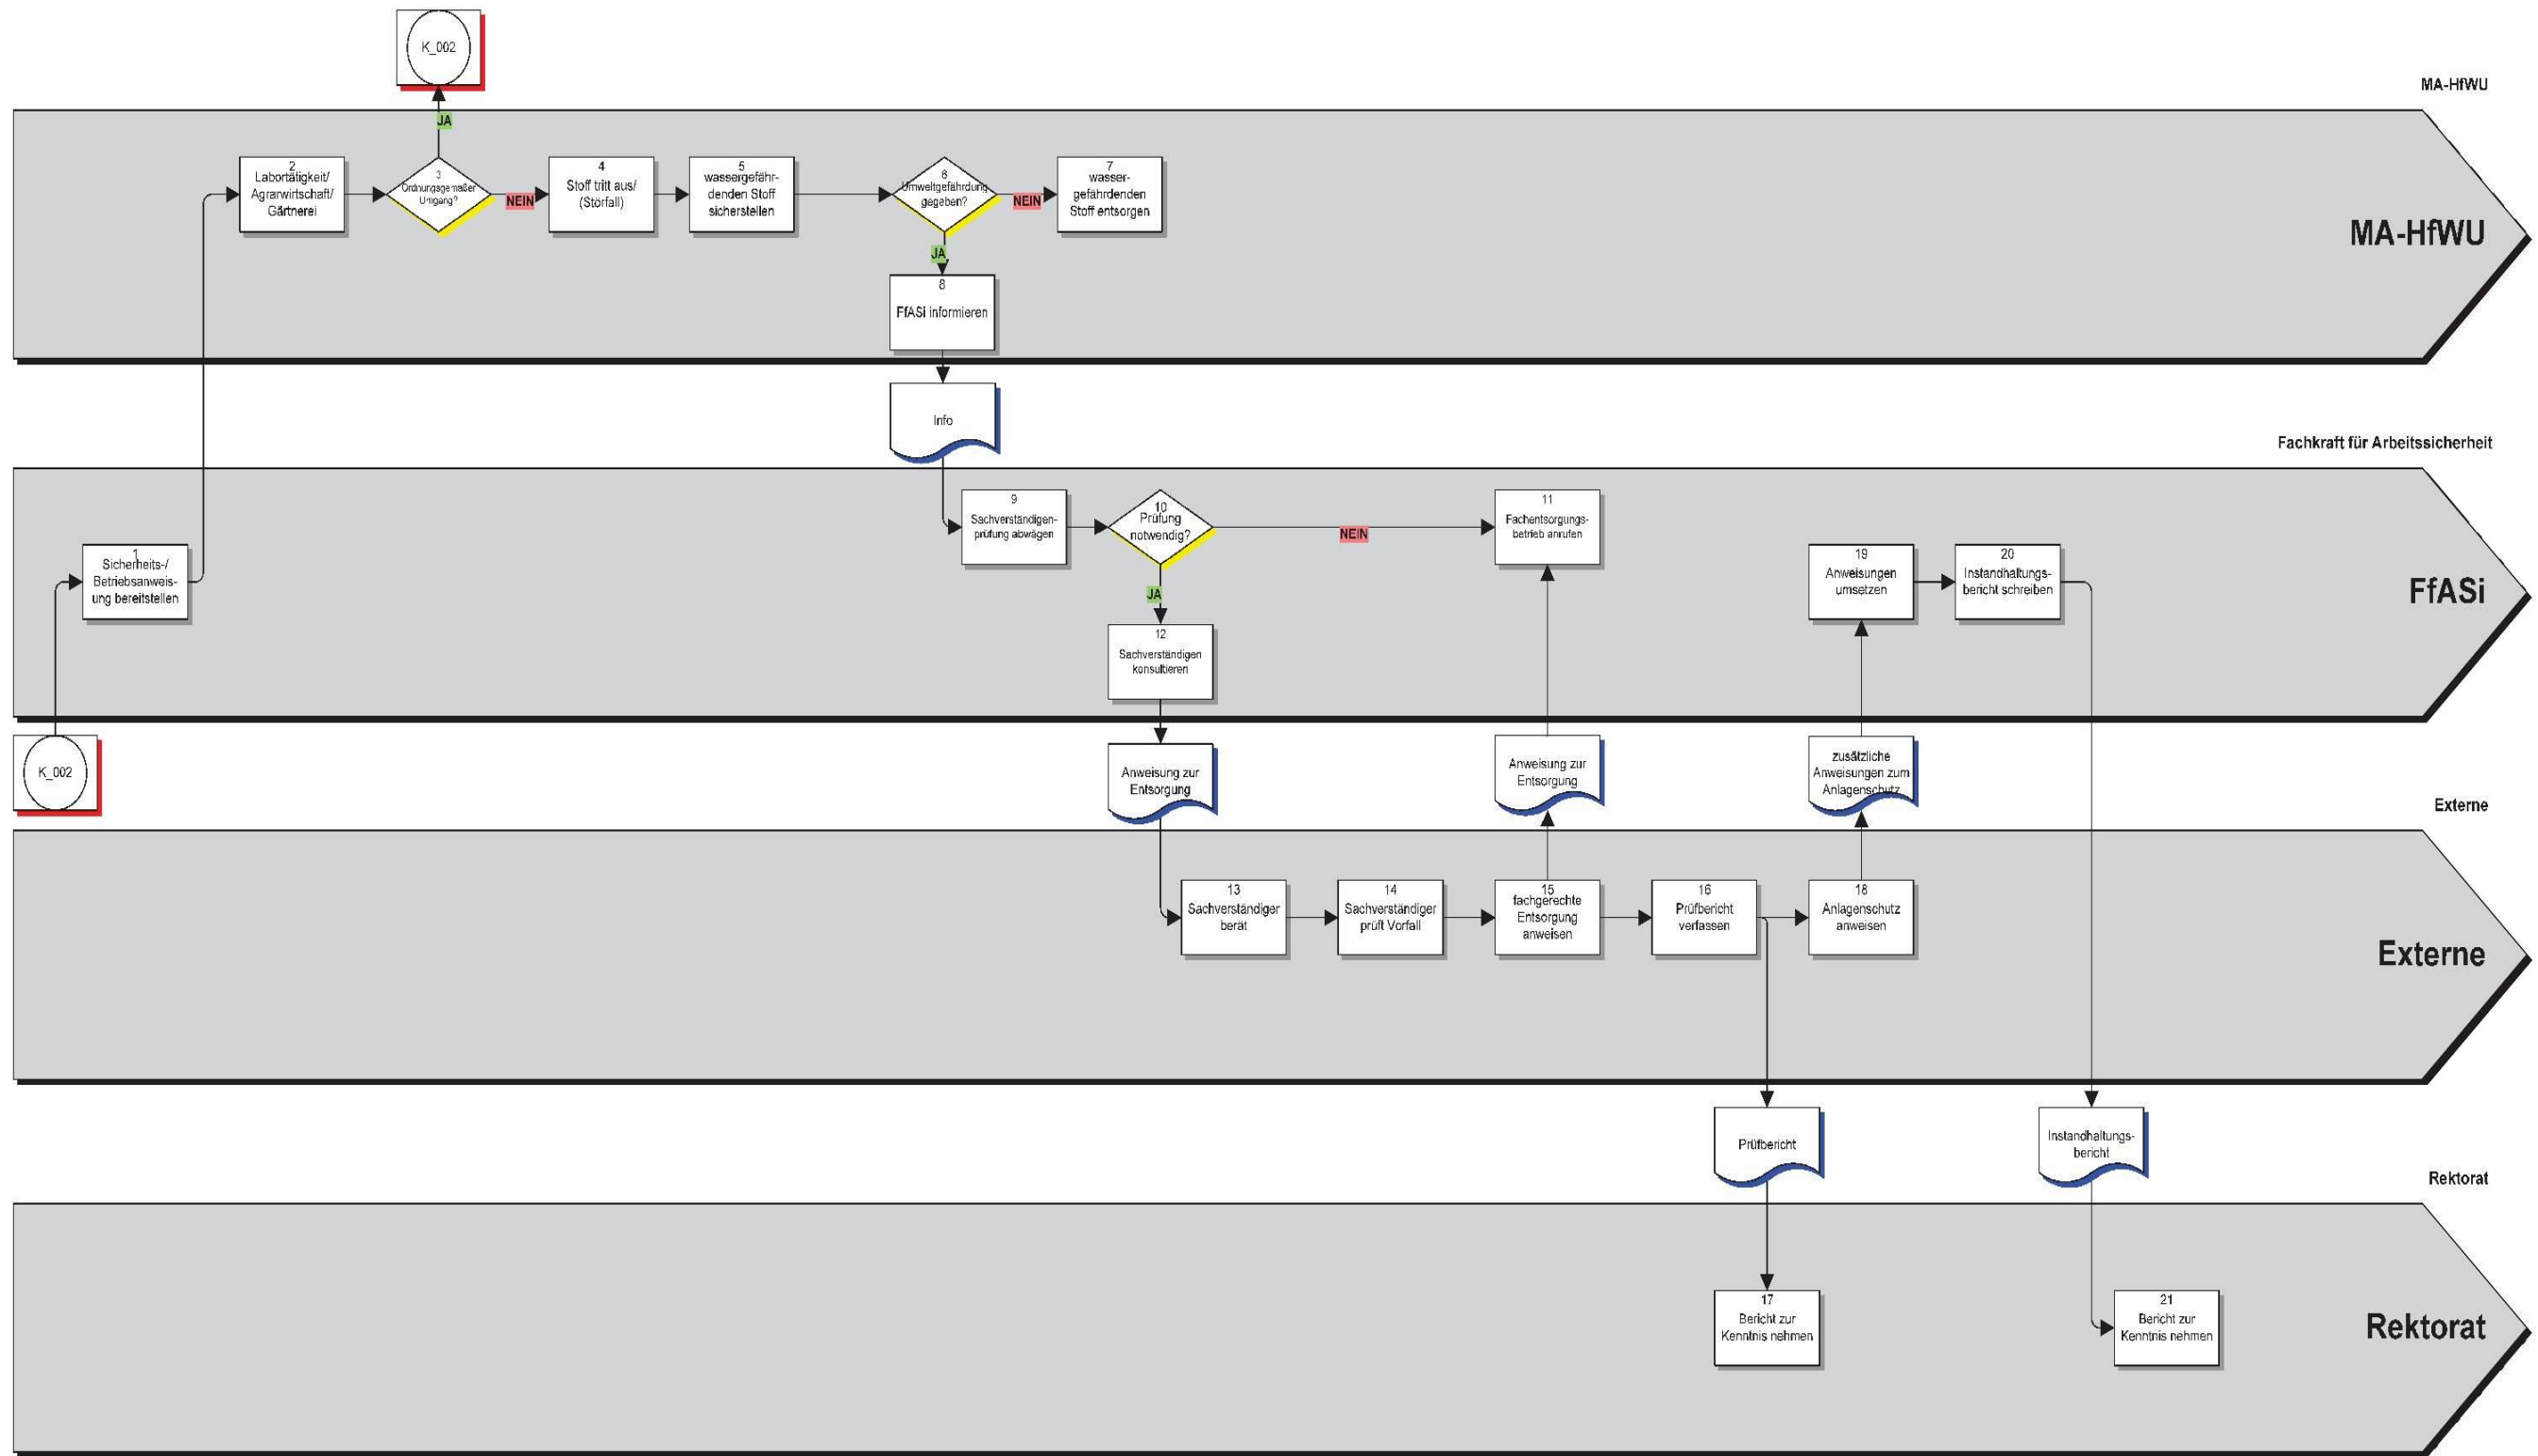 K_002
MA-HfWU
JA
2
Labortätigkeit/
Agrarwirtschaft/
Gärtnerei
3
Ordnungsgemäßer
Umgang?
NEIN
4
Stoff tritt aus/
(Störfall)
5
wassergefähr-
denden Stoff
sicherstellen
6
Umweltgefährdung
gegeben?
NEIN
7
wasser-
gefährdenden
Stoff entsorgen
MA-HfWU
JA
8
FfASi informieren
Info
Fachkraft für Arbeitssicherheit
1
Sicherheits-/
Betriebsanweis-
ung bereitstellen
9
Sachverständigen-
prüfung abwägen
10
Prüfung
notwendig?
NEIN
11
Fachentsorgungs-
betrieb anrufen
19
Anweisungen
umsetzen
20
Instandhaltungs-
bericht schreiben
FfASi
JA
12
Sachverständigen
konsultieren
K_002
Anweisung zur
Entsorgung
Anweisung zur
Entsorgung
zusätzliche
Anweisungen zum
Anlagenschutz
Externe
13
Sachverständiger
berät
14
Sachverständiger
prüft Vorfall
15
fachgerechte
Entsorgung
anweisen
16
Prüfbericht
verfassen
18
Anlagenschutz
anweisen
Externe
Prüfbericht
Instandhaltungs-
bericht
Rektorat
17
Bericht zur
Kenntnis nehmen
21
Bericht zur
Kenntnis nehmen
Rektorat